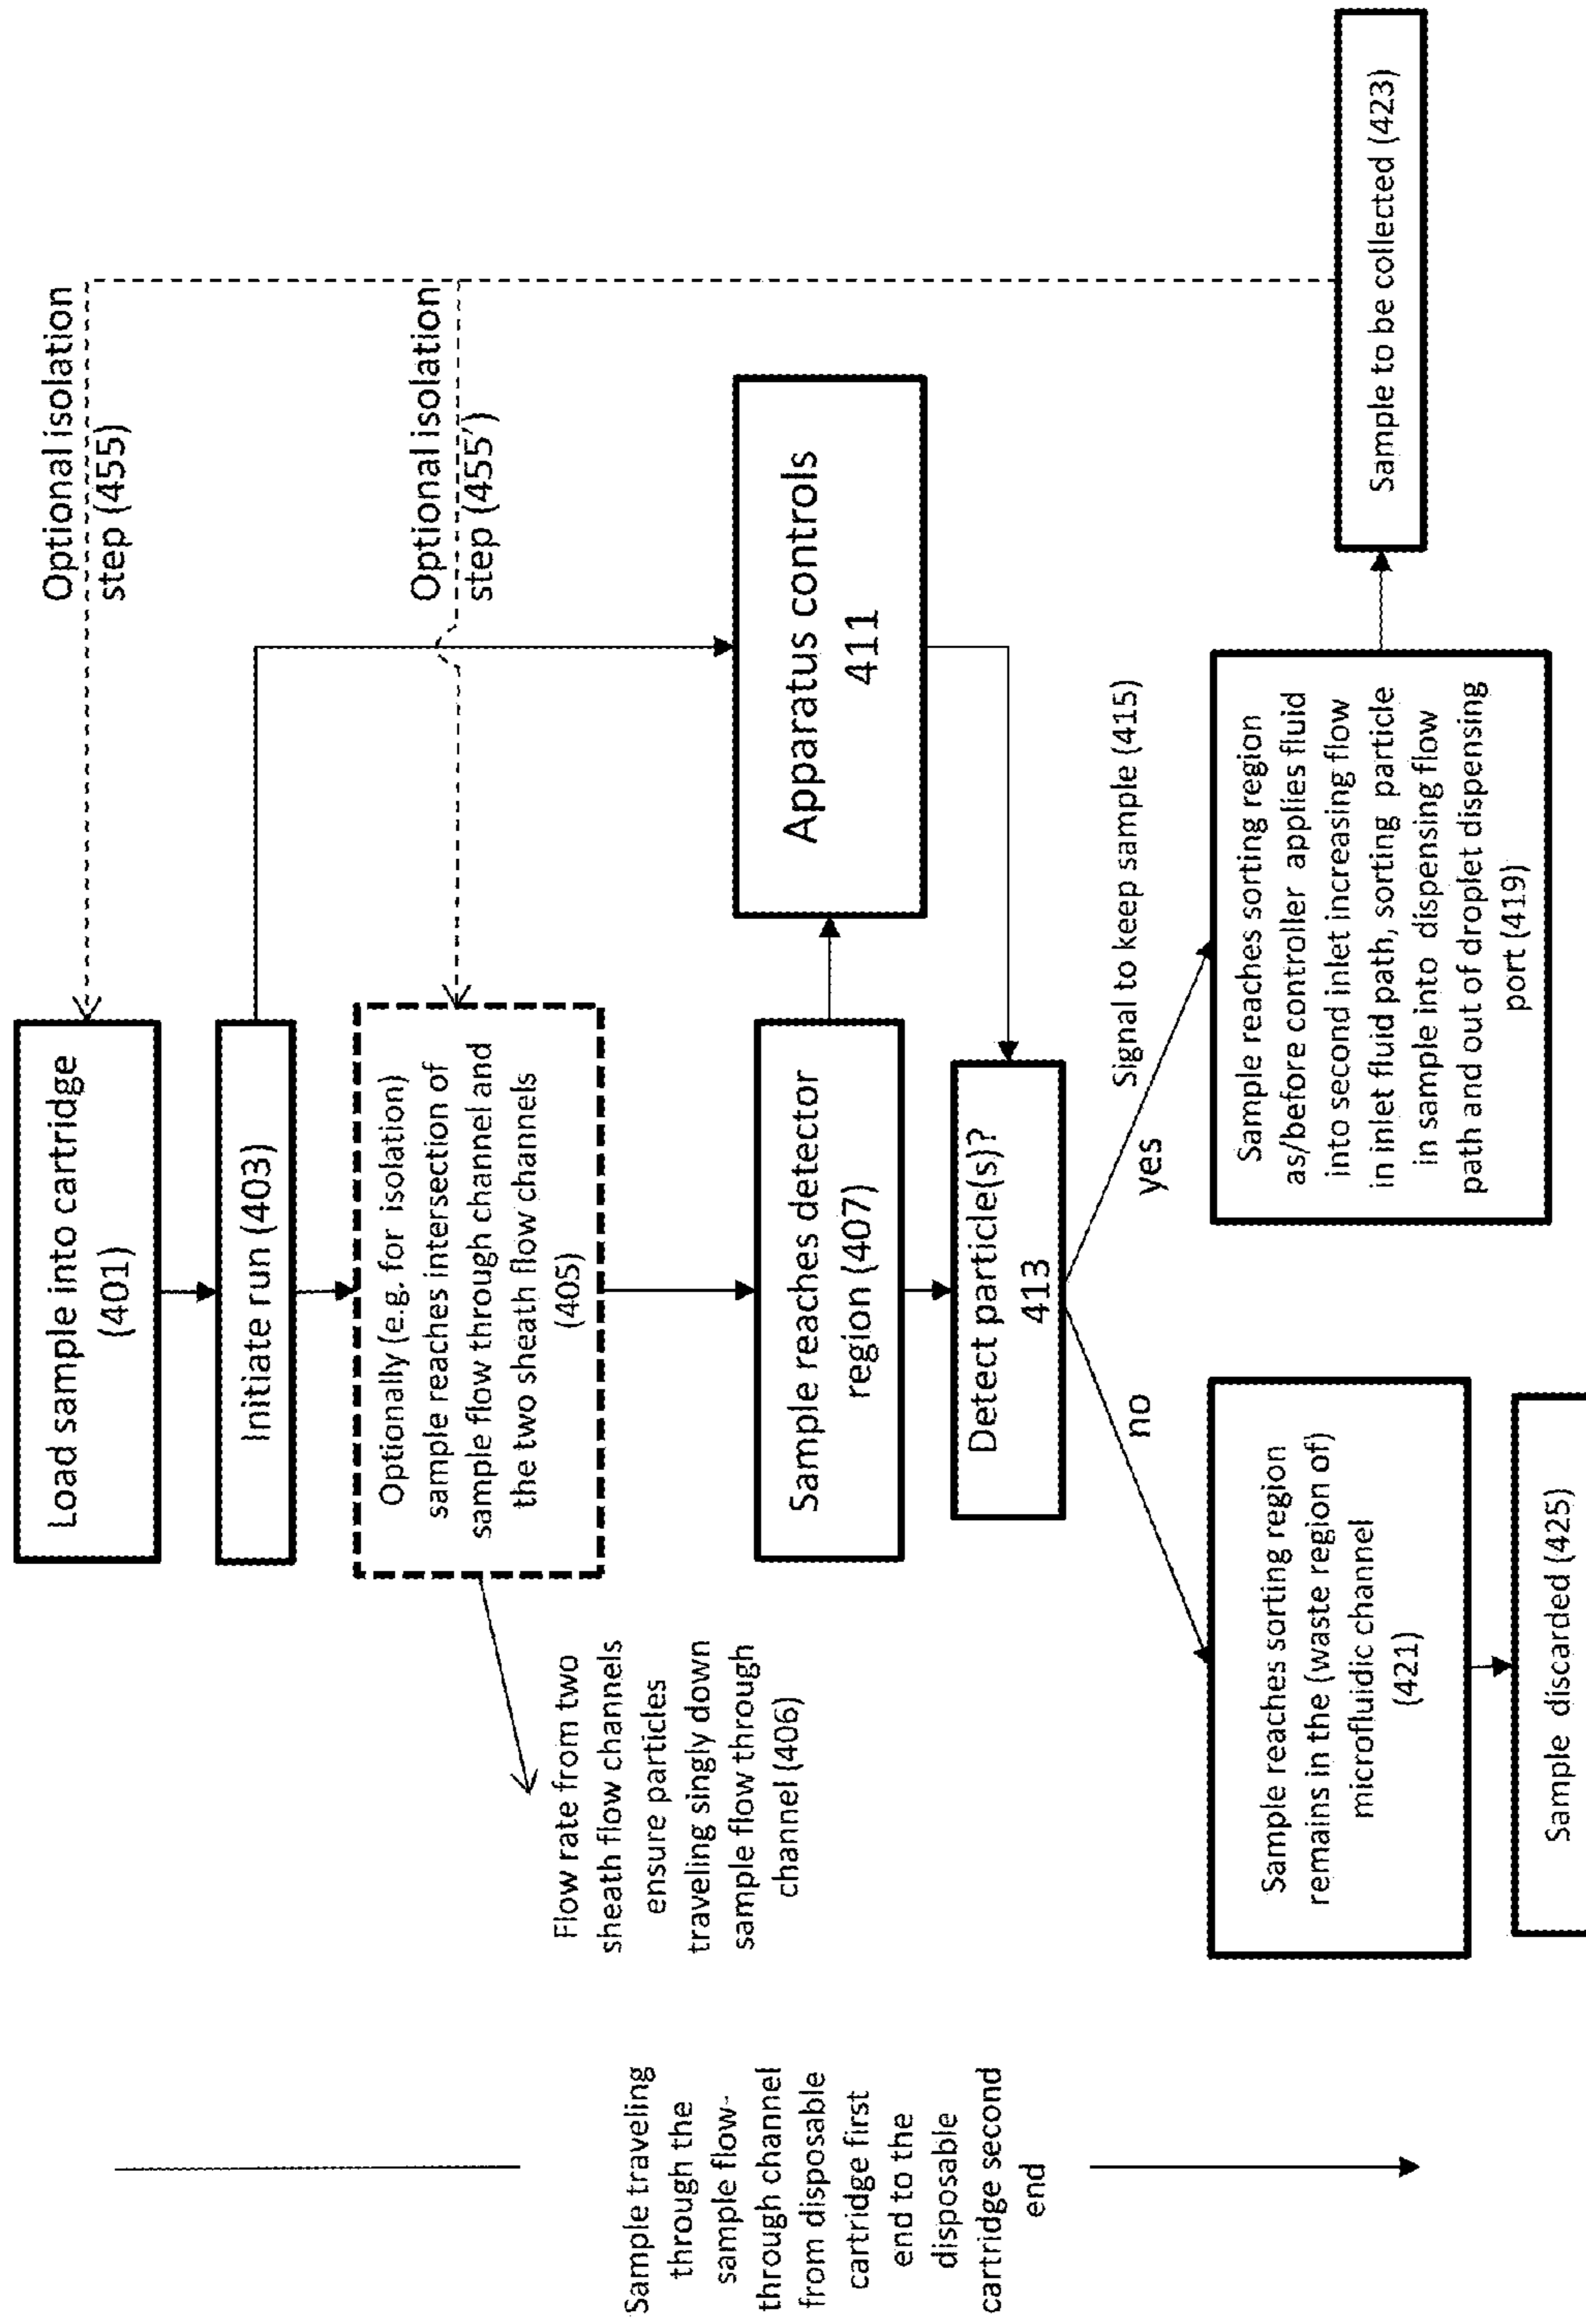 Load sample into cartridge
(401)
Optional isolation
step (455)
Initiate run (403)
Optionally (e.g. for isolation)
sample reaches intersection of
sample flow through channel and
the two sheath flow channels
(405)
Optional isolation
step (455')
Flow rate from two
sheath flow channels
ensure particles
traveling singly down
sample flow through
channel (406)
Sample traveling
through the
sample flow-
through channel
from disposable
cartridge first
end to the
disposable
cartridge second
end
Sample reaches detector
region (407)
Apparatus controls
411
Detect particle(s)?
413
no
yes
Signal to keep sample (415)
Sample reaches sorting region
remains in the (waste region of)
microfluidic channel
(421)
Sample reaches sorting region
as/before controller applies fluid
into second inlet increasing flow
in inlet fluid path, sorting particle
in sample into dispensing flow
path and out of droplet dispensing
port (419)
Sample to be collected (423)
Sample discarded (425)